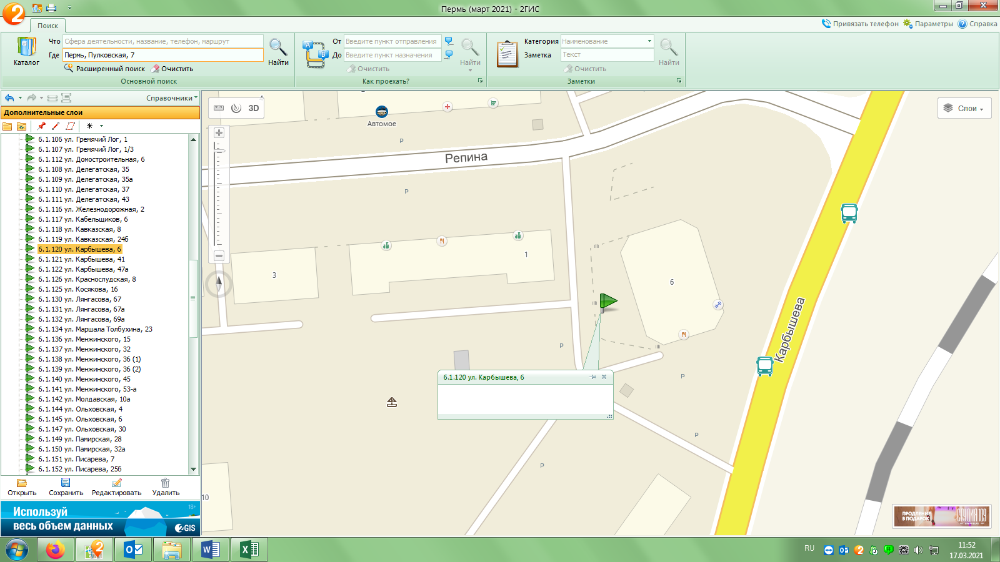 Пермь (март 2021) - 2ГИС
Поиск
Привязать телефон
Параметры
Справка
Каталог
Что
Сфера деятельности, название, телефон, маршрут
Где
Пермь, Пулковская, 7
Расширенный поиск
Очистить
Найти
Основной поиск
От
Введите пункт отправления
До
Введите пункт назначения
Очистить
Найти
Как проехать?
Категория
Наименование
Заметка
Текст
Очистить
Найти
Заметки
Справочники
Дополнительные слои
6.1.106 ул. Гремячий Лог, 1
6.1.107 ул. Гремячий Лог, 1/3
6.1.112 ул. Домостроительная, 6
6.1.108 ул. Делегатская, 35
6.1.109 ул. Делегатская, 35а
6.1.110 ул. Делегатская, 37
6.1.111 ул. Делегатская, 43
6.1.116 ул. Железнодорожная, 2
6.1.117 ул. Кабельщиков, 6
6.1.118 ул. Кавказская, 8
6.1.119 ул. Кавказская, 24б
6.1.120 ул. Карбышева, 6
6.1.121 ул. Карбышева, 41
6.1.122 ул. Карбышева, 47а
6.1.126 ул. Краснослудская, 8
6.1.125 ул. Косякова, 16
6.1.130 ул. Лянгасова, 67
6.1.131 ул. Лянгасова, 67а
6.1.132 ул. Лянгасова, 69а
6.1.134 ул. Маршала Толбухина, 23
6.1.136 ул. Менжинского, 15
6.1.137 ул. Менжинского, 32
6.1.138 ул. Менжинского, 36 (1)
6.1.139 ул. Менжинского, 36 (2)
6.1.140 ул. Менжинского, 45
6.1.141 ул. Менжинского, 53-а
6.1.142 ул. Молдавская, 10а
6.1.144 ул. Ольховская, 4
6.1.145 ул. Ольховская, 6
6.1.147 ул. Ольховская, 30
6.1.149 ул. Памирская, 28
6.1.150 ул. Памирская, 32а
6.1.151 ул. Писарева, 7
6.1.152 ул. Писарева, 25б
Открыть
Сохранить
Редактировать
Удалить
Используй
18+
весь объем данных
2GIS
3D
Слои
Автомое
P
Репина
P
1
3
6
Карбышева
P
6.1.120 ул. Карбышева, 6
P
P
P
10
ПРОДЛЕНИЕ
В ПОДАРОК
СТУДИЯ 109
RU
11:52
17.03.2021